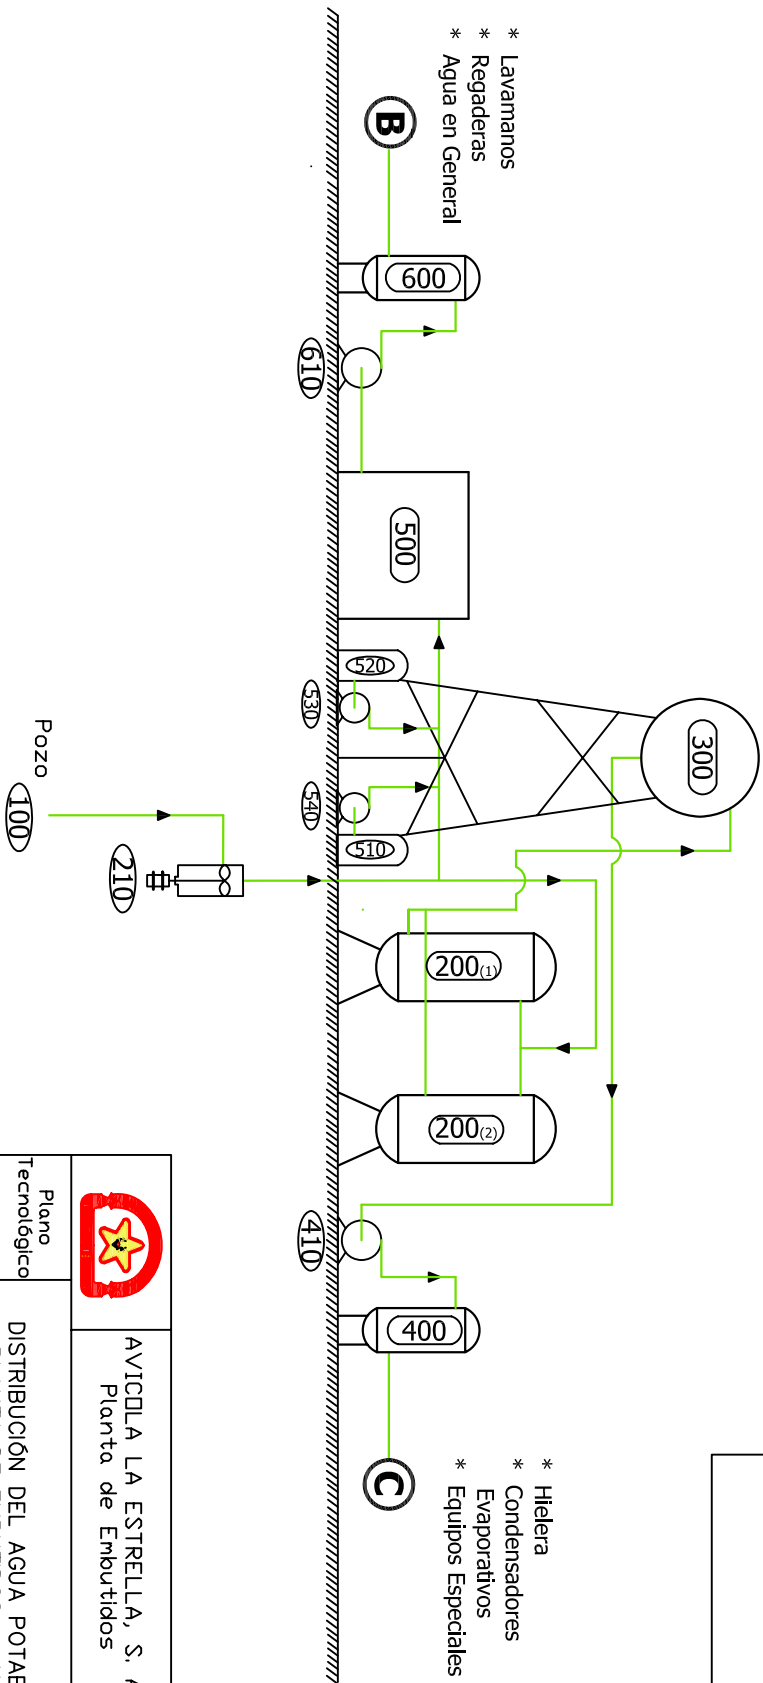 * Lavamanos
* Regaderas
* Agua en General
B
600
610
500
520
530
540
510
300
Pozo
100
210
200(1)
200(2)
410
400
C
* Hielera
* Condensadores
Evaporativos
* Equipos Especiales
AVICOLA LA ESTRELLA, S. A
Planta de Embutidos
Plano
Tecnológico
DISTRIBUCIÓN DEL AGUA POTAB